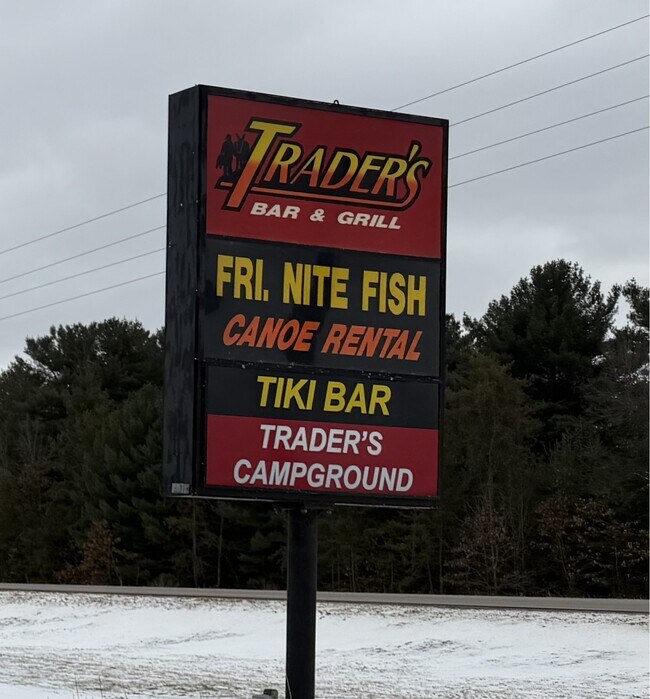 TRADER'S
BAR & GRILL
FRI. NITE FISH
CANOE RENTAL
TIKI BAR
TRADER'S
CAMPGROUND